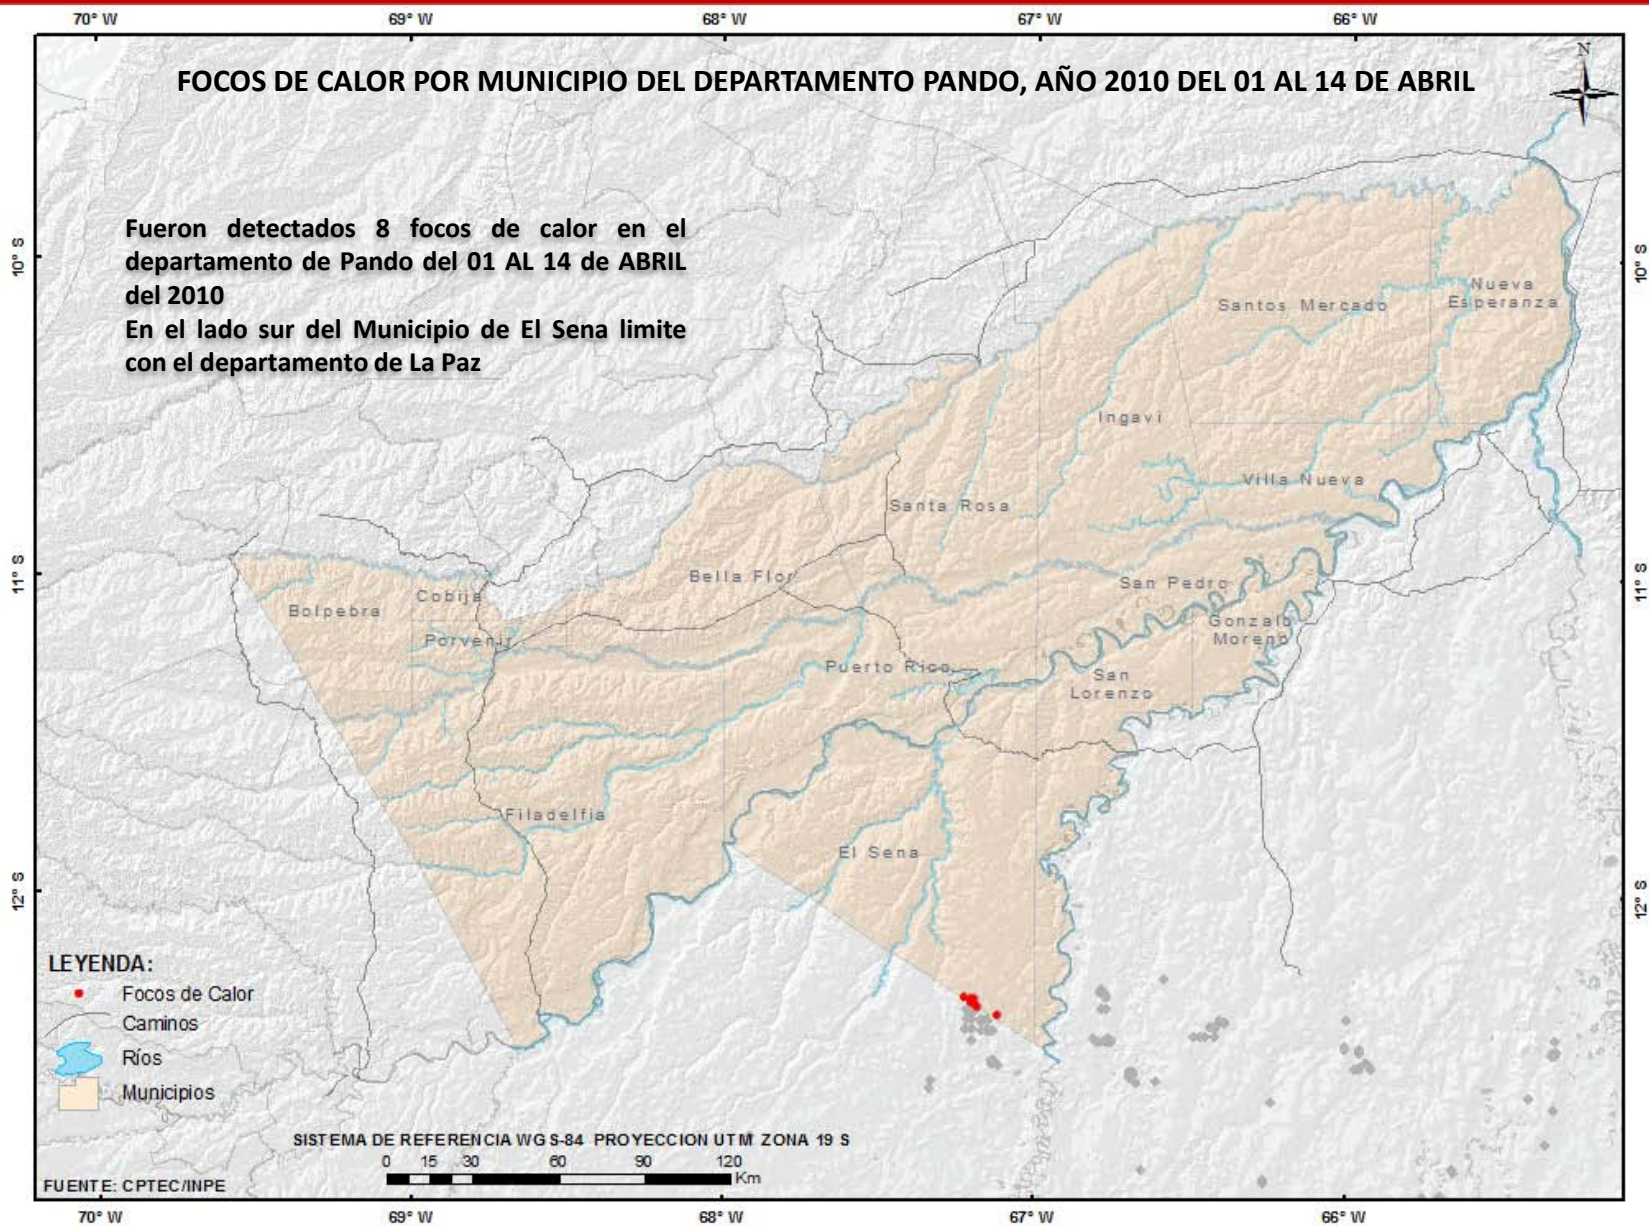 70° W 69° W 68° W 67° W 66° W
N
FOCOS DE CALOR POR MUNICIPIO DEL DEPARTAMENTO PANDO, AÑO 2010 DEL 01 AL 14 DE ABRIL
Fueron detectados 8 focos de calor en el
departamento de Pando del 01 AL 14 de ABRIL
del 2010
En el lado sur del Municipio de El Sena limite
con el departamento de La Paz
10° S 10° S
Nueva
Esperanza
Santos Mercado
Ingavi
Villa Nueva
Santa Rosa
11° S 11° S
Bella Flor
San Pedro
Cobija
Bolpebra
Gonzalo
Moreno
Porvenir
Puerto Rico
San
Lorenzo
Filadelfia
El Sena
12° S 12° S
LEYENDA:
Focos de Calor
Caminos
Ríos
Municipios
SISTEMA DE REFERENCIA WGS-84 PROYECCION UTM ZONA 19 S
0 15 30 60 90 120
Km
FUENTE: CPTEC/INPE
70° W 69° W 68° W 67° W 66° W